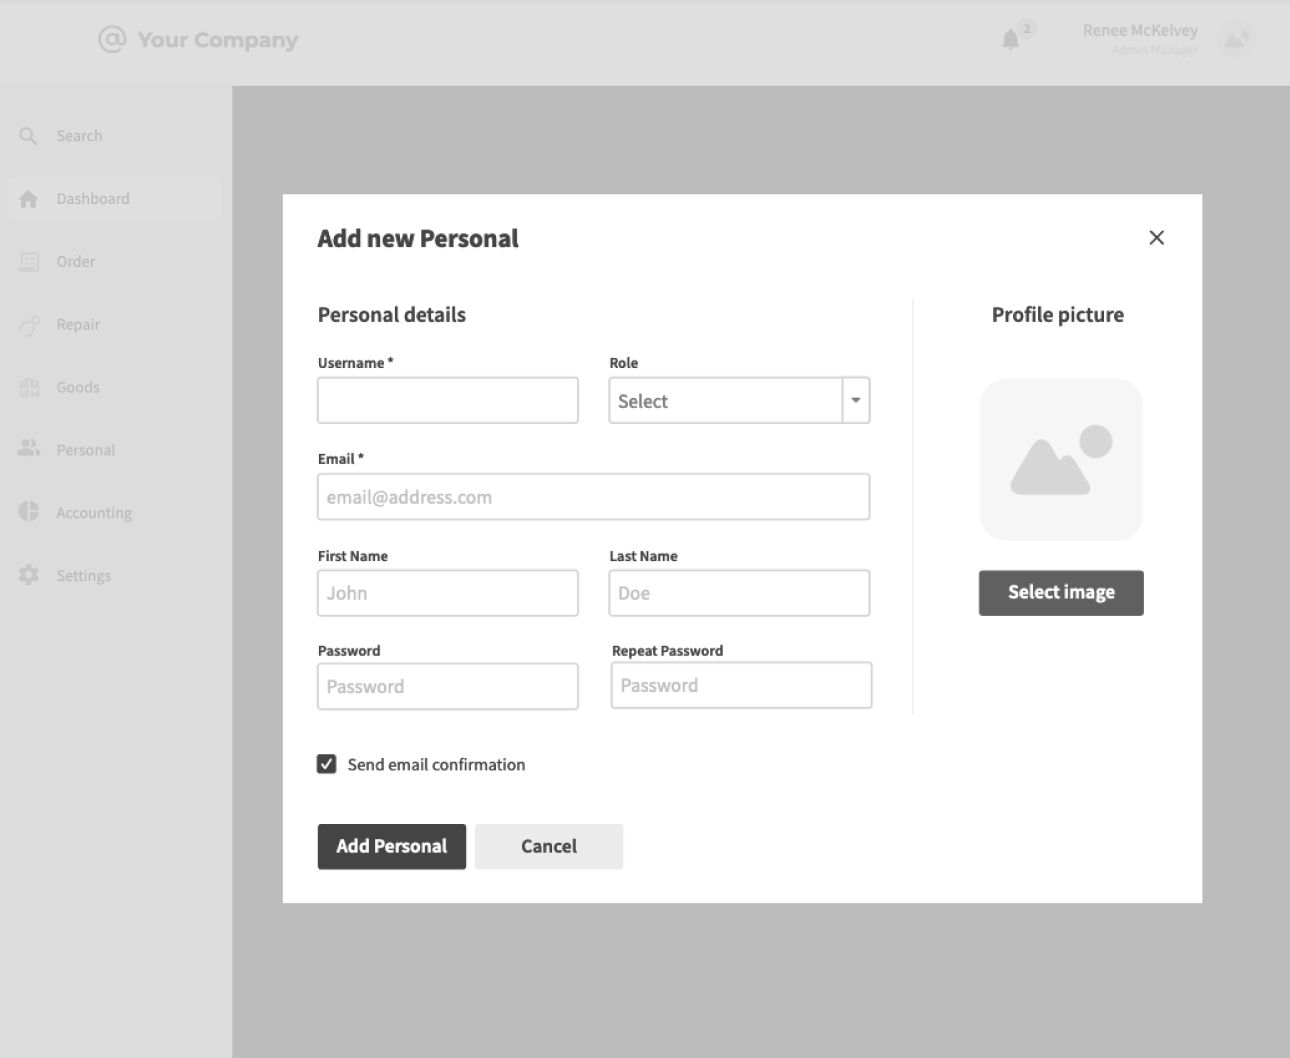 @ Your Company
2
Renee McKelvey
Admin Manager
Search
Dashboard
Order
Repair
Goods
Personal
Accounting
Settings
Add new Personal
Personal details
Username *
Role
Select
Email *
email@address.com
First Name
Last Name
John
Doe
Password
Repeat Password
Password
Password
Send email confirmation
Add Personal
Cancel
Profile picture
Select image